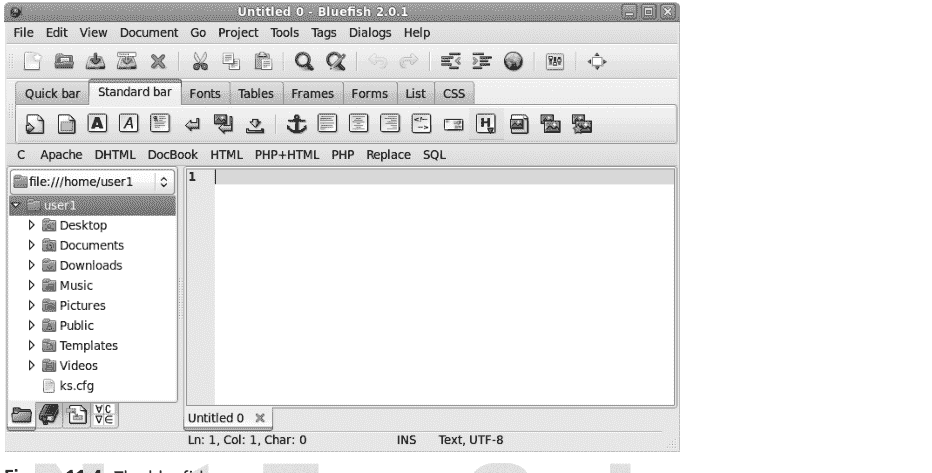 Untitled 0 - Bluefish 2.0.1
File Edit View Document Go Project Tools Tags Dialogs Help
Quick bar Standard bar Fonts Tables Frames Forms List CSS
A A H
C Apache DHTML DocBook HTML PHP+HTML PHP Replace SQL
file:///home/user1
1
user1
Desktop
Documents
Downloads
Music
Pictures
Public
Templates
Videos
ks.cfg
Untitled 0
Ln: 1, Col: 1, Char: 0 INS Text, UTF-8
11.4